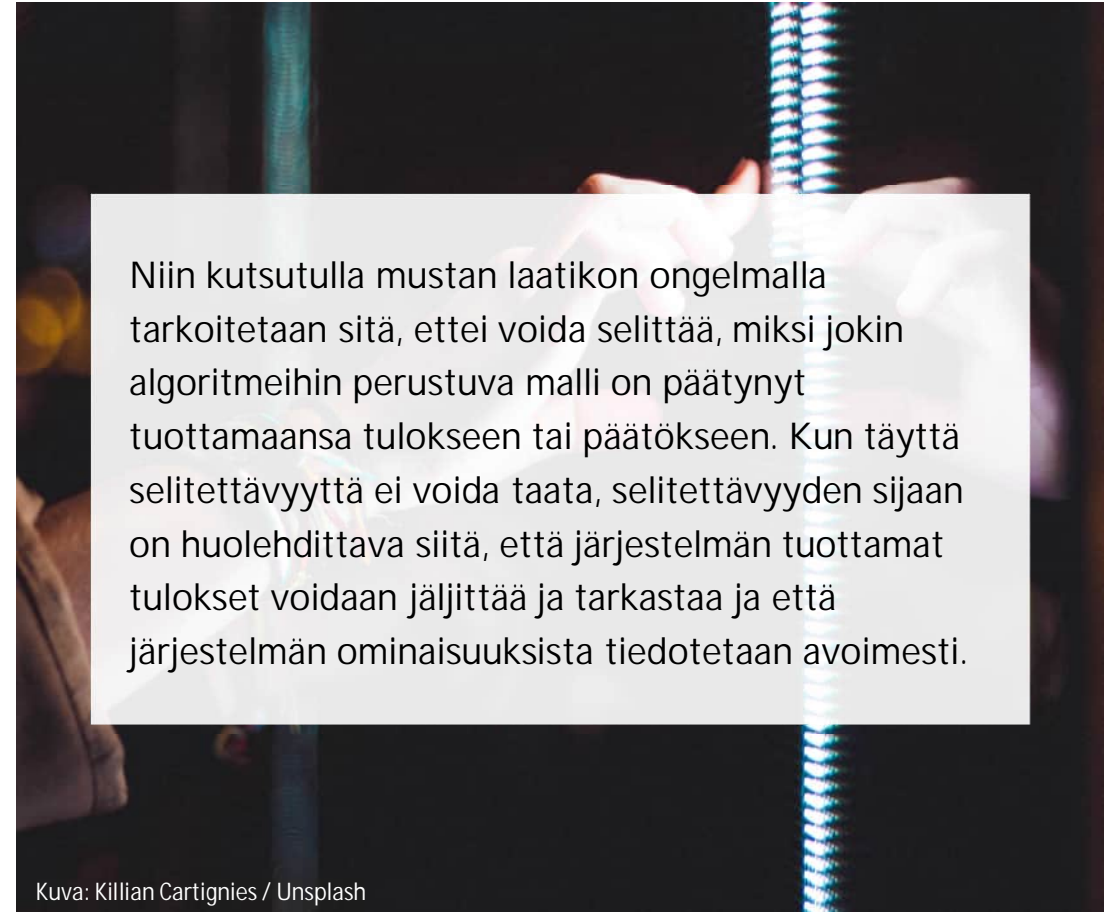 Niin kutsutulla mustan laatikon ongelmalla
tarkoitetaan sitä, ettei voida selittää, miksi jokin
algoritmeihin perustuva malli on päätynyt
tuottamaansa tulokseen tai päätökseen. Kun täyttä
selitettävyyttä ei voida taata, selitettävyyden sijaan
on huolehdittava siitä, että järjestelmän tuottamat
tulokset voidaan jäljittää ja tarkastaa ja että
järjestelmän ominaisuuksista tiedotetaan avoimesti.
Kuva: Killian Cartignies / Unsplash